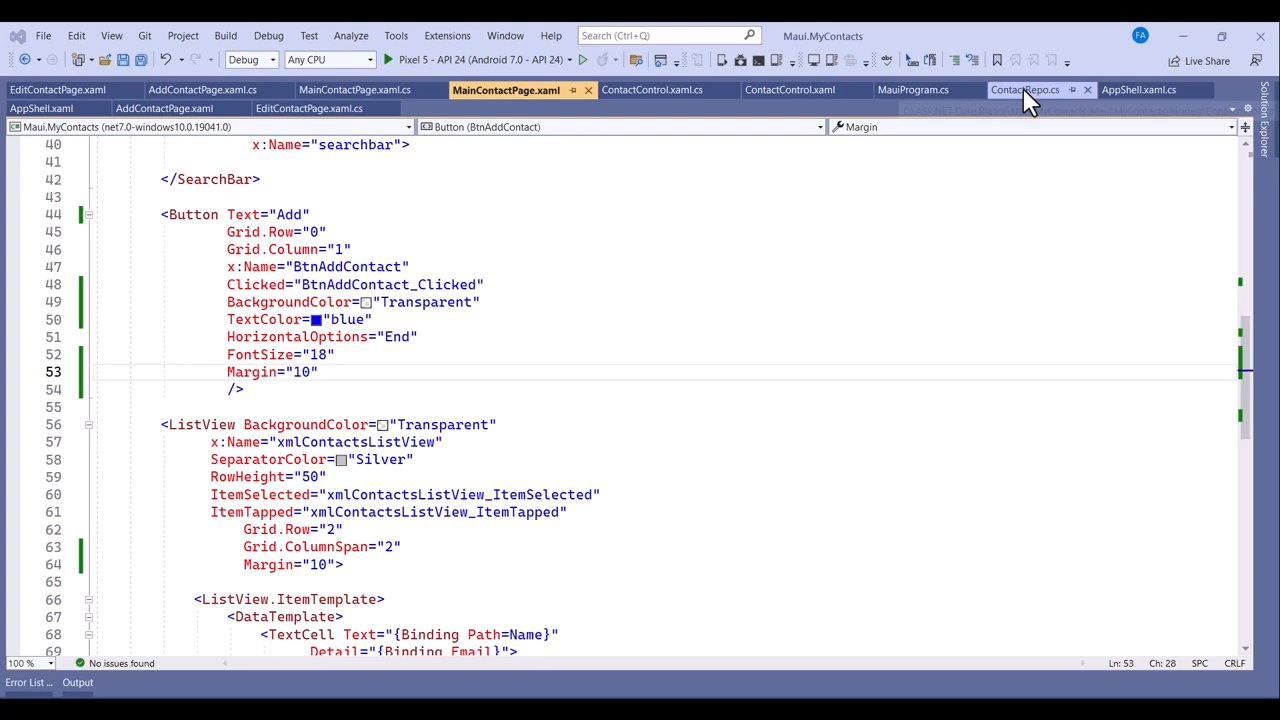 File Edit View Git Project Build Debug Test Analyze Tools Extensions Window Help Search (Ctrl+Q) Maui.MyContacts FA
Debug Any CPU Pixel 5 - API 24 (Android 7.0 - API 24) Live Share
EditContactPage.xaml AddContactPage.xaml.cs MainContactPage.xaml.cs MainContactPage.xaml ContactControl.xaml.cs ContactControl.xaml MauiProgram.cs ContactRepo.cs AppShell.xaml.cs
AppShell.xaml AddContactPage.xaml EditContactPage.xaml.cs
Maui.MyContacts (net7.0-windows10.0.19041.0) Button (BtnAddContact) Margin
Solution Explorer
40 x:Name="searchbar">
41
42 </SearchBar>
43
44 <Button Text="Add"
45 Grid.Row="0"
46 Grid.Column="1"
47 x:Name="BtnAddContact"
48 Clicked="BtnAddContact_Clicked"
49 BackgroundColor="Transparent"
50 TextColor="blue"
51 HorizontalOptions="End"
52 FontSize="18"
53 Margin="10"
54 />
55
56 <ListView BackgroundColor="Transparent"
57 x:Name="xmlContactsListView"
58 SeparatorColor="Silver"
59 RowHeight="50"
60 ItemSelected="xmlContactsListView_ItemSelected"
61 ItemTapped="xmlContactsListView_ItemTapped"
62 Grid.Row="2"
63 Grid.ColumnSpan="2"
64 Margin="10">
65
66 <ListView.ItemTemplate>
67 <DataTemplate>
68 <TextCell Text="{Binding Path=Name}"
69 Detail="{Binding Email}">
100 % No issues found Ln: 53 Ch: 28 SPC CRLF
Error List ... Output